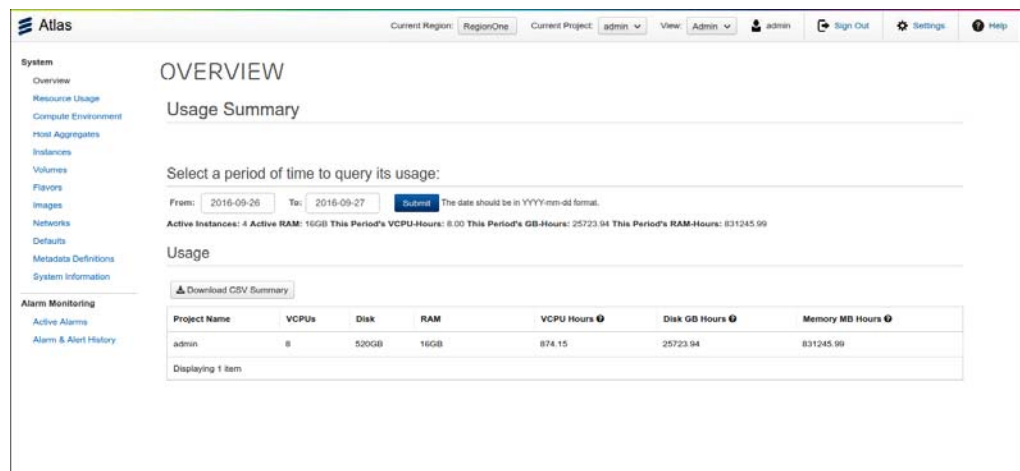 Atlas
Current Region: RegionOne Current Project: admin View: Admin admin Sign Out Settings Help
System
Overview
Resource Usage
Compute Environment
Host Aggregates
Instances
Volumes
Flavors
Images
Networks
Defaults
Metadata Definitions
System Information
Alarm Monitoring
Active Alarms
Alarm & Alert History
OVERVIEW
Usage Summary
Select a period of time to query its usage:
From: 2016-09-26 To: 2016-09-27 Submit The date should be in YYYY-mm-dd format.
Active Instances: 4 Active RAM: 16GB This Period's VCPU-Hours: 8.00 This Period's GB-Hours: 25723.94 This Period's RAM-Hours: 831245.99
Usage
Download CSV Summary
Project Name VCPUs Disk RAM VCPU Hours Disk GB Hours Memory MB Hours
admin 8 520GB 16GB 874.15 25723.94 831245.99
Displaying 1 item